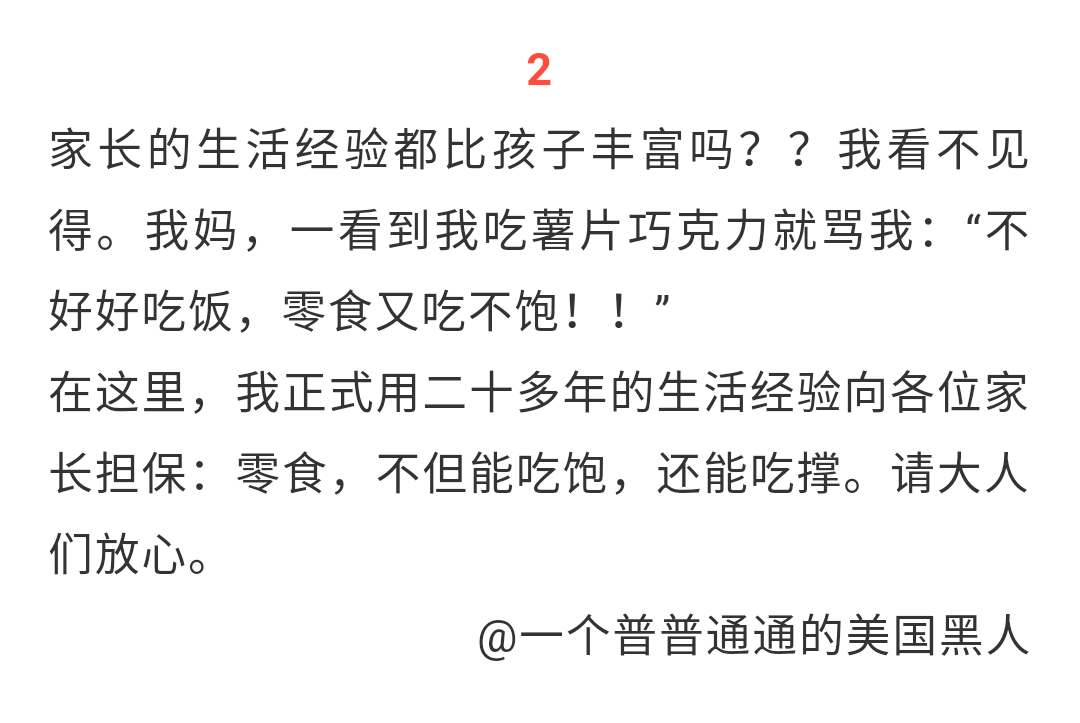 2
家长的生活经验都比孩子丰富吗？？我看不见
得。我妈，一看到我吃薯片巧克力就骂我：“不
好好吃饭，零食又吃不饱！！”
在这里，我正式用二十多年的生活经验向各位家
长担保：零食，不但能吃饱，还能吃撑。请大人
们放心。
@一个普普通通的美国黑人